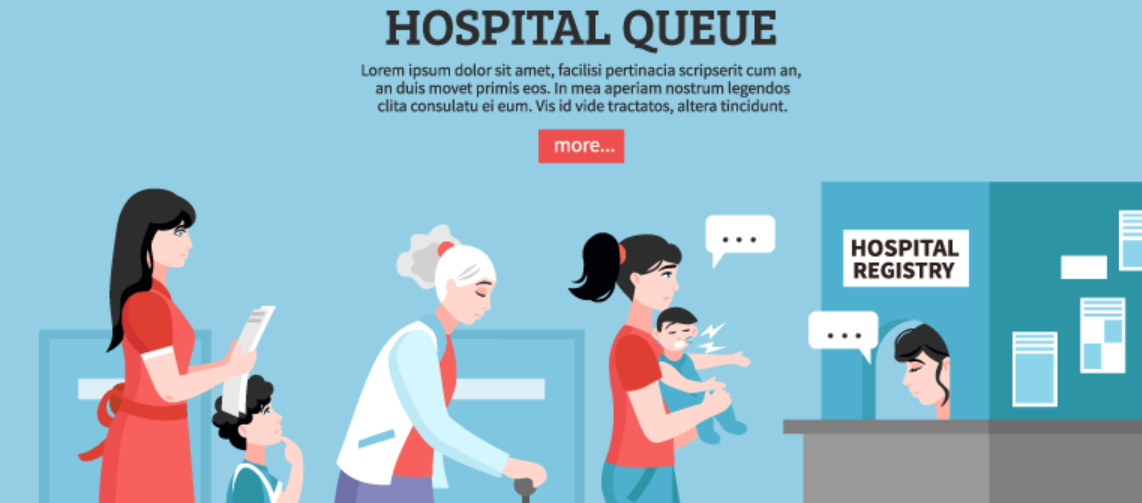 HOSPITAL QUEUE
Lorem ipsum dolor sit amet, facilisi pertinacia scripserit cum an,
an duis movet primis eos. In mea aperiam nostrum legendos
clita consulatu ei eum. Vis id vide tractatos, altera tincidunt.
more...
...
HOSPITAL
REGISTRY
...